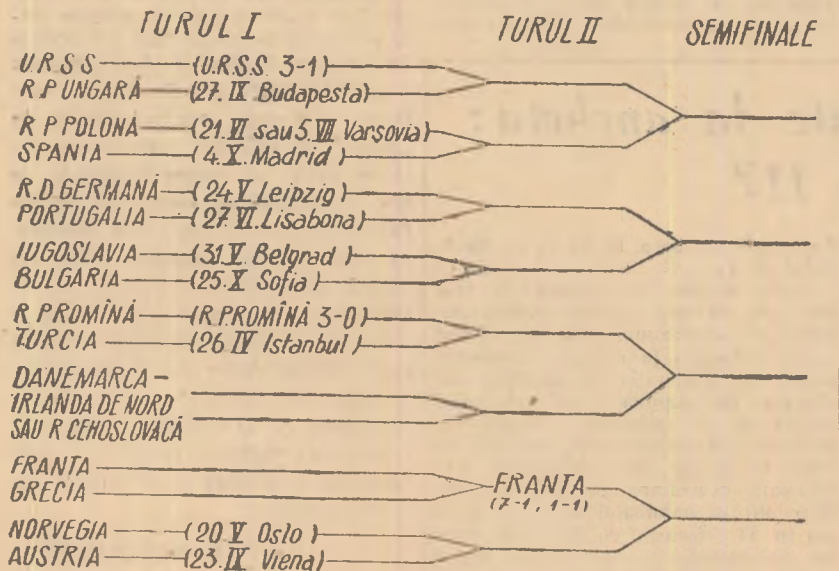 TURUL I TURUL II SEMIFINALE
U.R.S S (U.R.S.S. 3-1)
R.P UNGARĂ (27. IX Budapesta)
R P POLONĂ (21. VI sau 5. VII Varşovia)
SPANIA (4. X. Madrid)
R.D. GERMANĂ (24. V. Leipzig)
PORTUGALIA (27. VI. Lisabona)
IUGOSLAVIA (31. V. Belgrad)
BULGARIA (25. X Sofia)
R. P ROMÎNĂ (R.P.ROMÎNĂ 3-0)
TURCIA (26. IV Istanbul)
DANEMARCA -
IRLANDA DE NORD
SAU R CEHOSLOVACĂ
FRANTA
GRECIA
FRANTA
(7-1, 1-1)
NORVEGIA (20. V Oslo)
AUSTRIA (23. IX Viena)